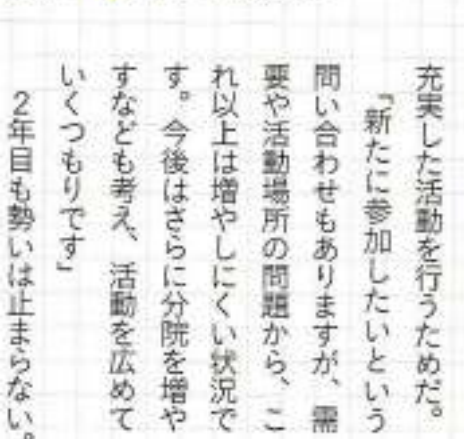 充実した活動を行うためだ。
「新たに参加したいという
問い合わせもありますが、需
要や活動場所の問題から、こ
れ以上は増やしにくい状況で
す。今後はさらに分院を増や
すなども考え、活動を広めて
いくつもりです」
2年目も勢いは止まらない。